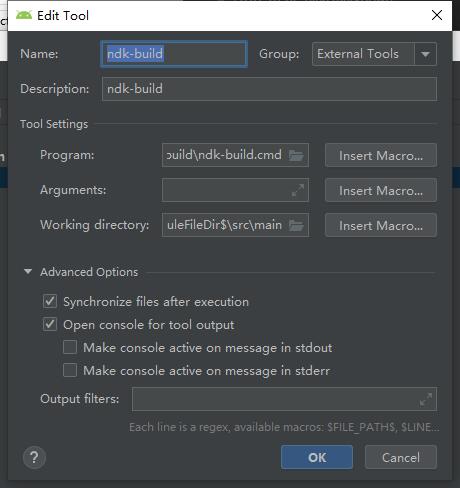 Edit Tool
Name: ndk-build Group: External Tools
Description: ndk-build
Tool Settings
Program: build\ndk-build.cmd Insert Macro...
Arguments: Insert Macro...
Working directory: uleFileDir$\src\main Insert Macro...
Advanced Options
Synchronize files after execution
Open console for tool output
Make console active on message in stdout
Make console active on message in stderr
Output filters:
Each line is a regex, available macros: $FILE_PATH$, $LINE...
? OK Cancel